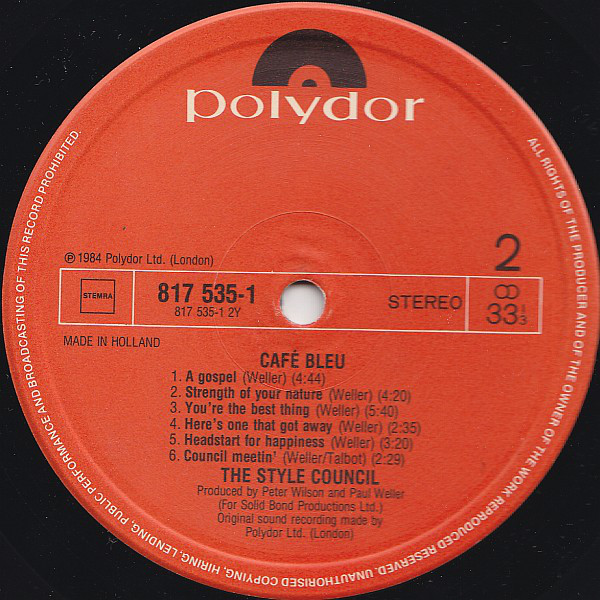 polydor
℗ 1984 Polydor Ltd. (London)
2
STEMRA
817 535-1
817 535-1 2Y
STEREO
33 1/3
MADE IN HOLLAND
CAFÉ BLEU
1. A gospel (Weller) (4:44)
2. Strength of your nature (Weller) (4:20)
3. You're the best thing (Weller) (5:40)
4. Here's one that got away (Weller) (2:35)
5. Headstart for happiness (Weller) (3:20)
6. Council meetin' (Weller/Talbot) (2:29)
THE STYLE COUNCIL
Produced by Peter Wilson and Paul Weller
(For Solid Bond Productions Ltd.)
Original sound recording made by
Polydor Ltd. (London)
ALL RIGHTS OF THE PRODUCER AND OF THE OWNER OF THE WORK REPRODUCED RESERVED. UNAUTHORISED COPYING, HIRING, LENDING, PUBLIC PERFORMANCE AND BROADCASTING OF THIS RECORD PROHIBITED.